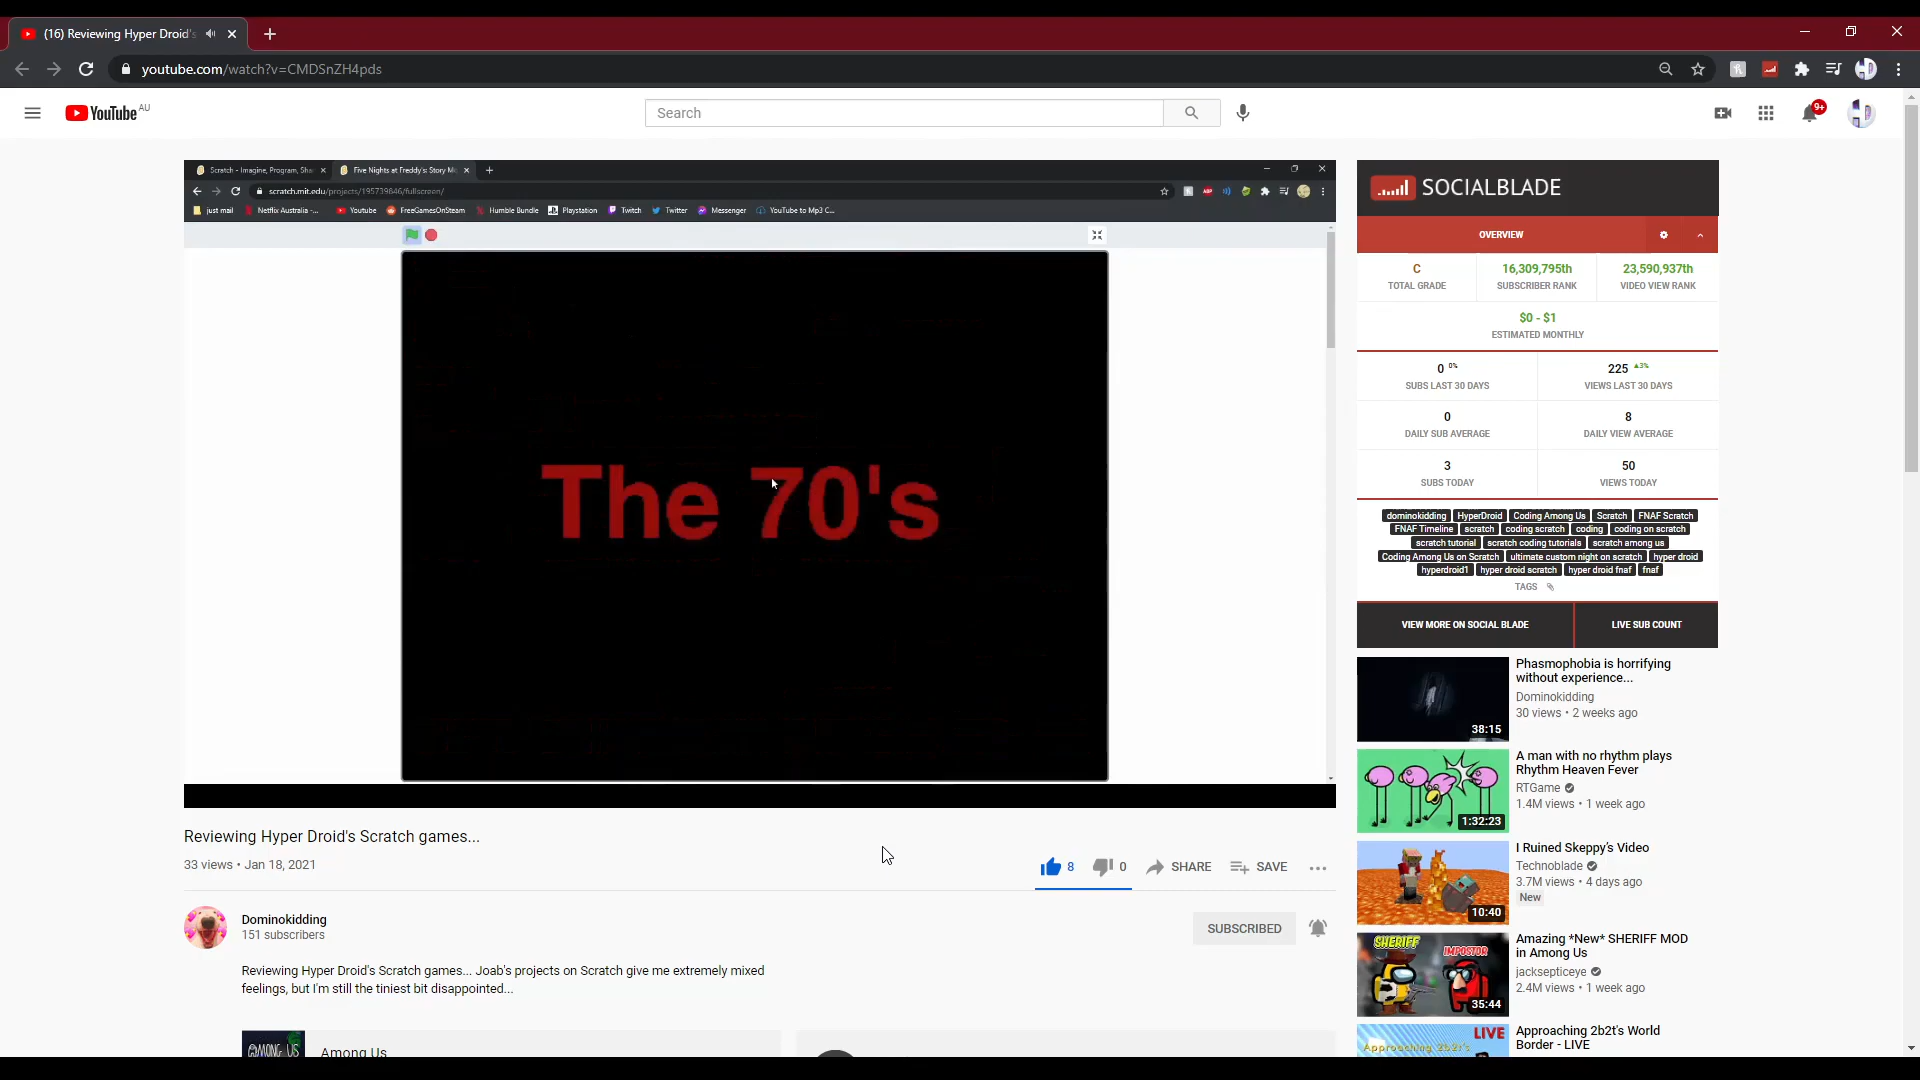 (16) Reviewing Hyper Droid's
youtube.com/watch?v=CMDSnZH4pds
YouTube AU
Search
9+
Scratch - Imagine, Program, Sha
Five Nights at Freddy's: Story M
scratch.mit.edu/projects/195739846/fullscreen/
just mail
Netflix Australia -...
Youtube
FreeGamesOnSteam
Humble Bundle
Playstation
Twitch
Twitter
Messenger
YouTube to Mp3 C...
The 70's
Reviewing Hyper Droid's Scratch games...
33 views • Jan 18, 2021
8
0
SHARE
SAVE
Dominokidding
151 subscribers
SUBSCRIBED
Reviewing Hyper Droid's Scratch games... Joab's projects on Scratch give me extremely mixed
feelings, but I'm still the tiniest bit disappointed...
AMONG US
Among Us
SOCIALBLADE
OVERVIEW
C
TOTAL GRADE
16,309,795th
SUBSCRIBER RANK
23,590,937th
VIDEO VIEW RANK
$0 - $1
ESTIMATED MONTHLY
0 0%
SUBS LAST 30 DAYS
225 ▲3%
VIEWS LAST 30 DAYS
0
DAILY SUB AVERAGE
8
DAILY VIEW AVERAGE
3
SUBS TODAY
50
VIEWS TODAY
dominokidding HyperDroid Coding Among Us Scratch FNAF Scratch
FNAF Timeline scratch coding scratch coding coding on scratch
scratch tutorial scratch coding tutorials scratch among us
Coding Among Us on Scratch ultimate custom night on scratch hyper droid
hyperdroid1 hyper droid scratch hyper droid fnaf fnaf
TAGS
VIEW MORE ON SOCIAL BLADE
LIVE SUB COUNT
38:15
Phasmophobia is horrifying
without experience...
Dominokidding
30 views • 2 weeks ago
1:32:23
A man with no rhythm plays
Rhythm Heaven Fever
RTGame
1.4M views • 1 week ago
10:40
I Ruined Skeppy's Video
Technoblade
3.7M views • 4 days ago
New
SHERIFF
IMPOSTOR
35:44
Amazing *New* SHERIFF MOD
in Among Us
jacksepticeye
2.4M views • 1 week ago
LIVE
Approaching 2b2t's
Approaching 2b2t's World
Border - LIVE